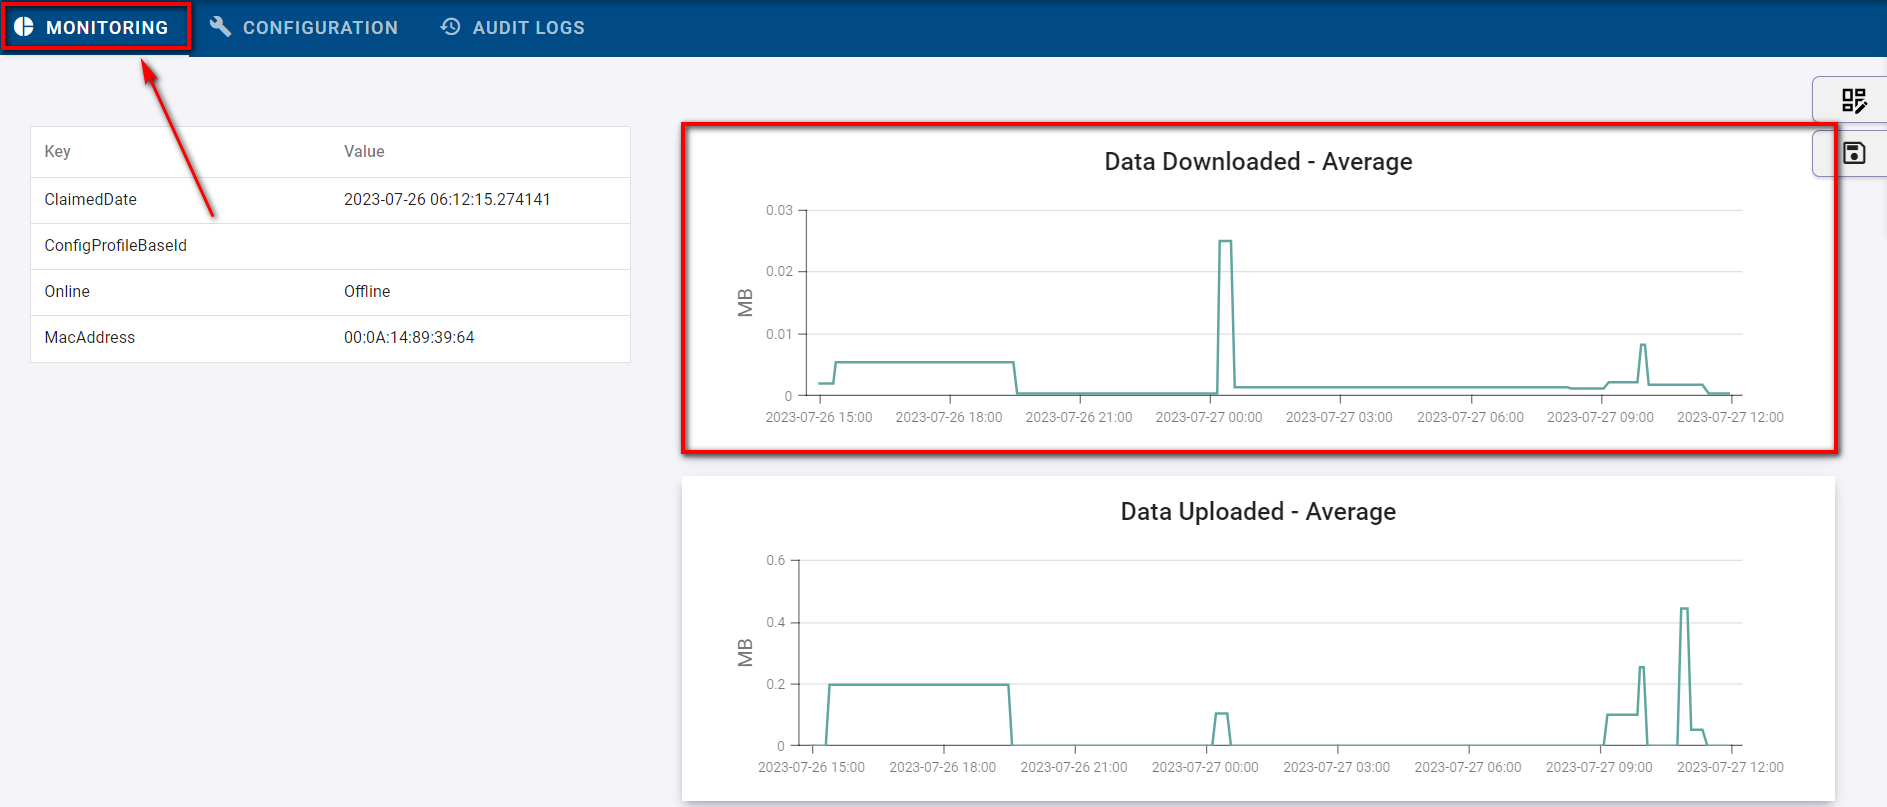 MONITORING CONFIGURATION AUDIT LOGS
Key Value
ClaimedDate 2023-07-26 06:12:15.274141
ConfigProfileBaseId
Online Offline
MacAddress 00:0A:14:89:39:64
Data Downloaded - Average
0.03
0.02
0.01
0
MB
2023-07-26 15:00 2023-07-26 18:00 2023-07-26 21:00 2023-07-27 00:00 2023-07-27 03:00 2023-07-27 06:00 2023-07-27 09:00 2023-07-27 12:00
Data Uploaded - Average
0.6
0.4
0.2
0
MB
2023-07-26 15:00 2023-07-26 18:00 2023-07-26 21:00 2023-07-27 00:00 2023-07-27 03:00 2023-07-27 06:00 2023-07-27 09:00 2023-07-27 12:00